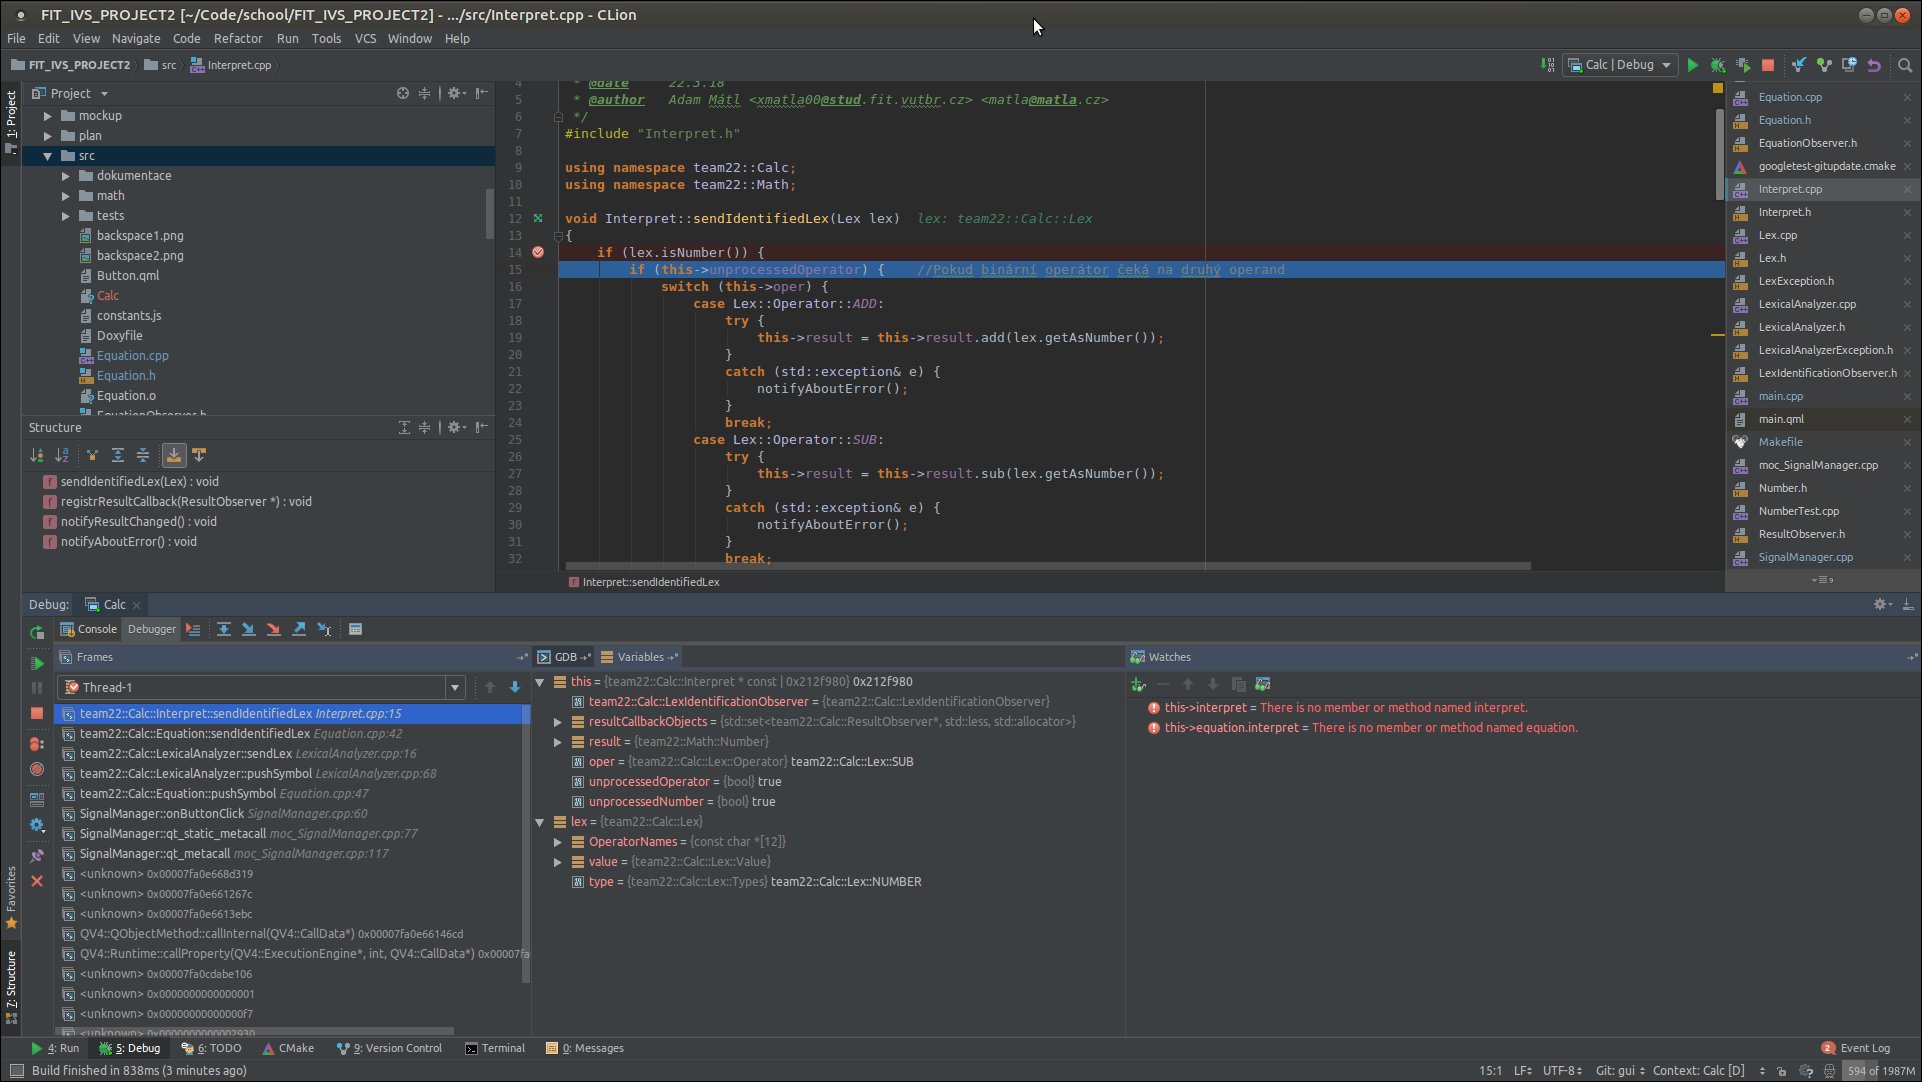 FIT_IVS_PROJECT2 [~/Code/school/FIT_IVS_PROJECT2] - .../src/Interpret.cpp - CLion
File Edit View Navigate Code Refactor Run Tools VCS Window Help
FIT_IVS_PROJECT2 src Interpret.cpp
Calc | Debug
1: Project
Project
mockup
plan
src
dokumentace
math
tests
backspace1.png
backspace2.png
Button.qml
Calc
constants.js
Doxyfile
Equation.cpp
Equation.h
Equation.o
EquationObserver.h
Structure
sendIdentifiedLex(Lex) : void
registrResultCallback(ResultObserver *) : void
notifyResultChanged() : void
notifyAboutError() : void
4 * @date 22.3.18
5 * @author Adam Mátl <xmatla00@stud.fit.vutbr.cz> <matla@matla.cz>
6 */
7 #include "Interpret.h"
8
9 using namespace team22::Calc;
10 using namespace team22::Math;
11
12 void Interpret::sendIdentifiedLex(Lex lex) lex: team22::Calc::Lex
13 {
14 if (lex.isNumber()) {
15 if (this->unprocessedOperator) { //Pokud binární operátor čeká na druhý operand
16 switch (this->oper) {
17 case Lex::Operator::ADD:
18 try {
19 this->result = this->result.add(lex.getAsNumber());
20 }
21 catch (std::exception& e) {
22 notifyAboutError();
23 }
24 break;
25 case Lex::Operator::SUB:
26 try {
27 this->result = this->result.sub(lex.getAsNumber());
28 }
29 catch (std::exception& e) {
30 notifyAboutError();
31 }
32 break;
Interpret::sendIdentifiedLex
Equation.cpp
Equation.h
EquationObserver.h
googletest-gitupdate.cmake
Interpret.cpp
Interpret.h
Lex.cpp
Lex.h
LexException.h
LexicalAnalyzer.cpp
LexicalAnalyzer.h
LexicalAnalyzerException.h
LexIdentificationObserver.h
main.cpp
main.qml
Makefile
moc_SignalManager.cpp
Number.h
NumberTest.cpp
ResultObserver.h
SignalManager.cpp
9
Debug: Calc
Console Debugger
Frames
Thread-1
team22::Calc::Interpret::sendIdentifiedLex Interpret.cpp:15
team22::Calc::Equation::sendIdentifiedLex Equation.cpp:42
team22::Calc::LexicalAnalyzer::sendLex LexicalAnalyzer.cpp:16
team22::Calc::LexicalAnalyzer::pushSymbol LexicalAnalyzer.cpp:68
team22::Calc::Equation::pushSymbol Equation.cpp:47
SignalManager::onButtonClick SignalManager.cpp:60
SignalManager::qt_static_metacall moc_SignalManager.cpp:77
SignalManager::qt_metacall moc_SignalManager.cpp:117
<unknown> 0x00007fa0e668d319
<unknown> 0x00007fa0e661267c
<unknown> 0x00007fa0e6613ebc
QV4::QObjectMethod::callInternal(QV4::CallData*) 0x00007fa0e66146cd
QV4::Runtime::callProperty(QV4::ExecutionEngine*, int, QV4::CallData*) 0x00007fa
<unknown> 0x00007fa0cdabe106
<unknown> 0x0000000000000001
<unknown> 0x00000000000000f7
<unknown> 0x0000000000002930
GDB Variables
this = {team22::Calc::Interpret * const | 0x212f980} 0x212f980
team22::Calc::LexIdentificationObserver = {team22::Calc::LexIdentificationObserver}
resultCallbackObjects = {std::set<team22::Calc::ResultObserver*, std::less, std::allocator>}
result = {team22::Math::Number}
oper = {team22::Calc::Lex::Operator} team22::Calc::Lex::SUB
unprocessedOperator = {bool} true
unprocessedNumber = {bool} true
lex = {team22::Calc::Lex}
OperatorNames = {const char *[12]}
value = {team22::Calc::Lex::Value}
type = {team22::Calc::Lex::Types} team22::Calc::Lex::NUMBER
Watches
this->interpret = There is no member or method named interpret.
this->equation.interpret = There is no member or method named equation.
Favorites
7: Structure
4: Run 5: Debug 6: TODO CMake 9: Version Control Terminal 0: Messages 2 Event Log
Build finished in 838ms (3 minutes ago) 15:1 LF UTF-8 Git: gui Context: Calc [D] 594 of 1987M